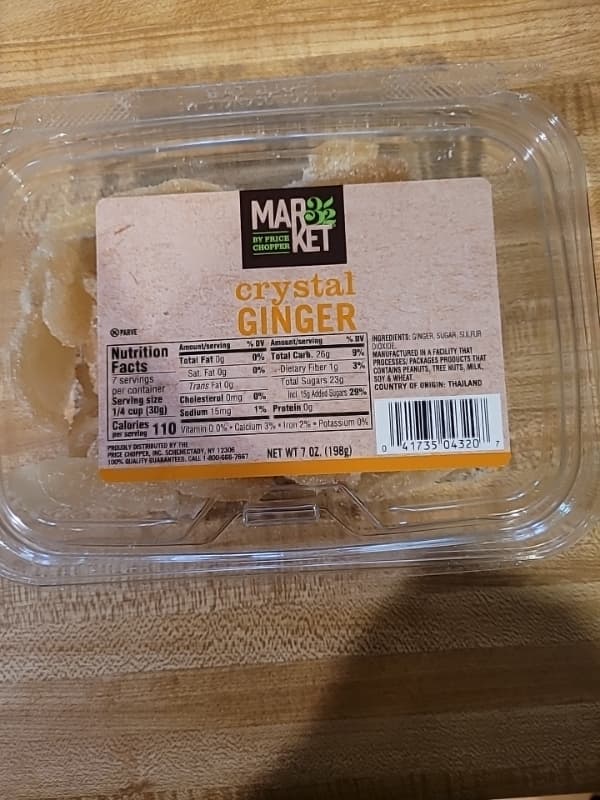 MAR32
BY PRICE
CHOPPER
KET
crystal
GINGER
PARVE
Nutrition
Facts
7 servings
per container
Serving size
1/4 cup (30g)
Calories
per serving 110
Amount/serving % DV
Total Fat 0g 0%
Sat. Fat 0g 0%
Trans Fat 0g
Cholesterol 0mg 0%
Sodium 15mg 1%
Amount/serving % DV
Total Carb. 26g 9%
Dietary Fiber 1g 3%
Total Sugars 23g
Incl. 15g Added Sugars 29%
Protein 0g
Vitamin D 0% • Calcium 3% • Iron 2% • Potassium 0%
INGREDIENTS: GINGER, SUGAR, SULFUR
DIOXIDE.
MANUFACTURED IN A FACILITY THAT
PROCESSES/ PACKAGES PRODUCTS THAT
CONTAINS PEANUTS, TREE NUTS, MILK,
SOY & WHEAT.
COUNTRY OF ORIGIN: THAILAND
PROUDLY DISTRIBUTED BY THE
PRICE CHOPPER, INC. SCHENECTADY, NY 12306
100% QUALITY GUARANTEED. CALL 1-800-666-7667
NET WT 7 OZ. (198g)
0 41735 04320 7